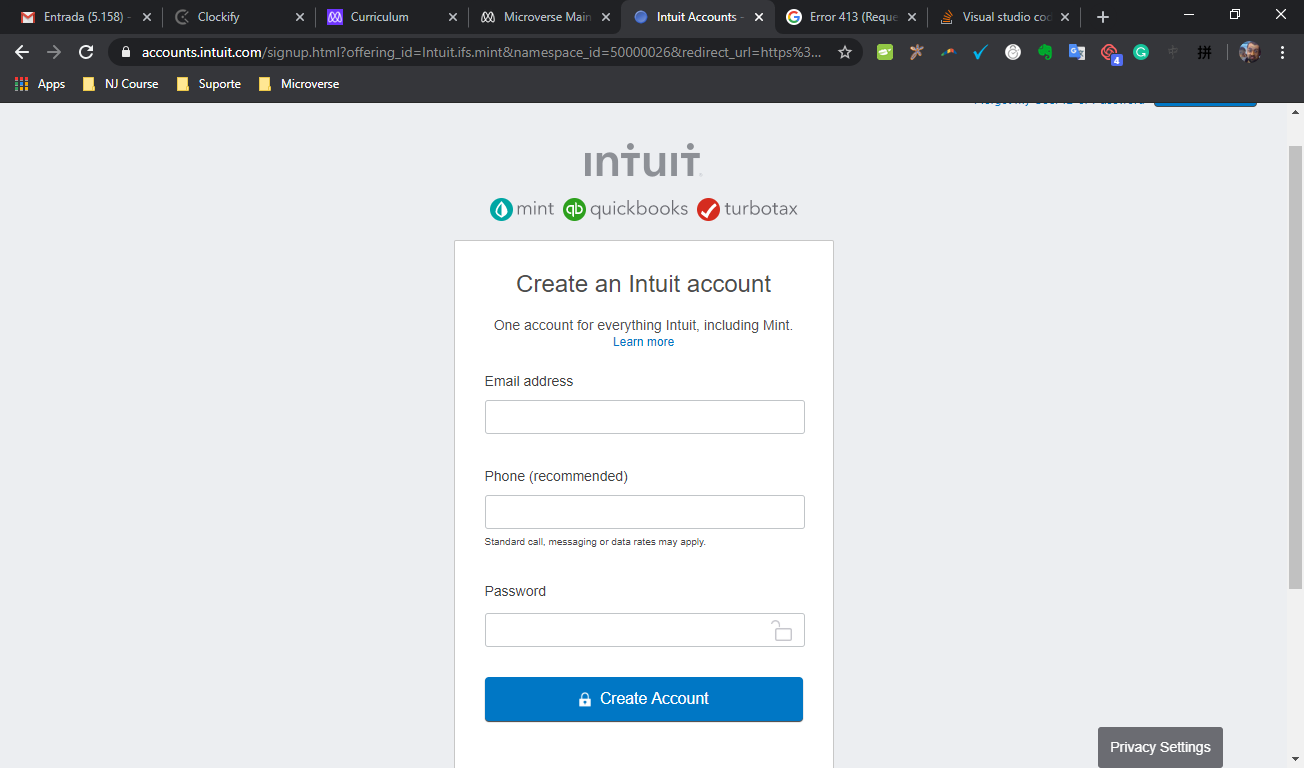 Entrada (5.158) -
Clockify
Curriculum
Microverse Main
Intuit Accounts -
Error 413 (Reque
Visual studio co
accounts.intuit.com/signup.html?offering_id=Intuit.ifs.mint&namespace_id=50000026&redirect_url=https%3...
4
Apps
NJ Course
Suporte
Microverse
intuit
mint
qb
quickbooks
turbotax
Create an Intuit account
One account for everything Intuit, including Mint.
Learn more
Email address
Phone (recommended)
Standard call, messaging or data rates may apply.
Password
Create Account
Privacy Settings